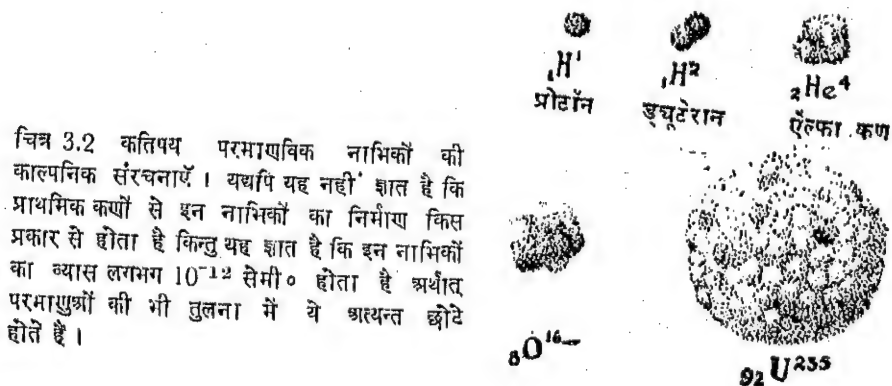 ₁H¹
प्रोटॉन
₁H²
ड्यूटेरान
₂He⁴
ऐल्फा कण
चित्र 3.2 कतिपय परमाणविक नाभिकों की
काल्पनिक संरचनाएँ । यद्यपि यह नहीं ज्ञात है कि
प्राथमिक कणों से इन नाभिकों का निर्माण किस
प्रकार से होता है किन्तु यह ज्ञात है कि इन नाभिकों
का व्यास लगभग 10⁻¹² सेमी० होता है अर्थात्
परमाणुओं की भी तुलना में ये अत्यन्त छोटे
होते हैं ।
₈O¹⁶
₉₂U²³⁵